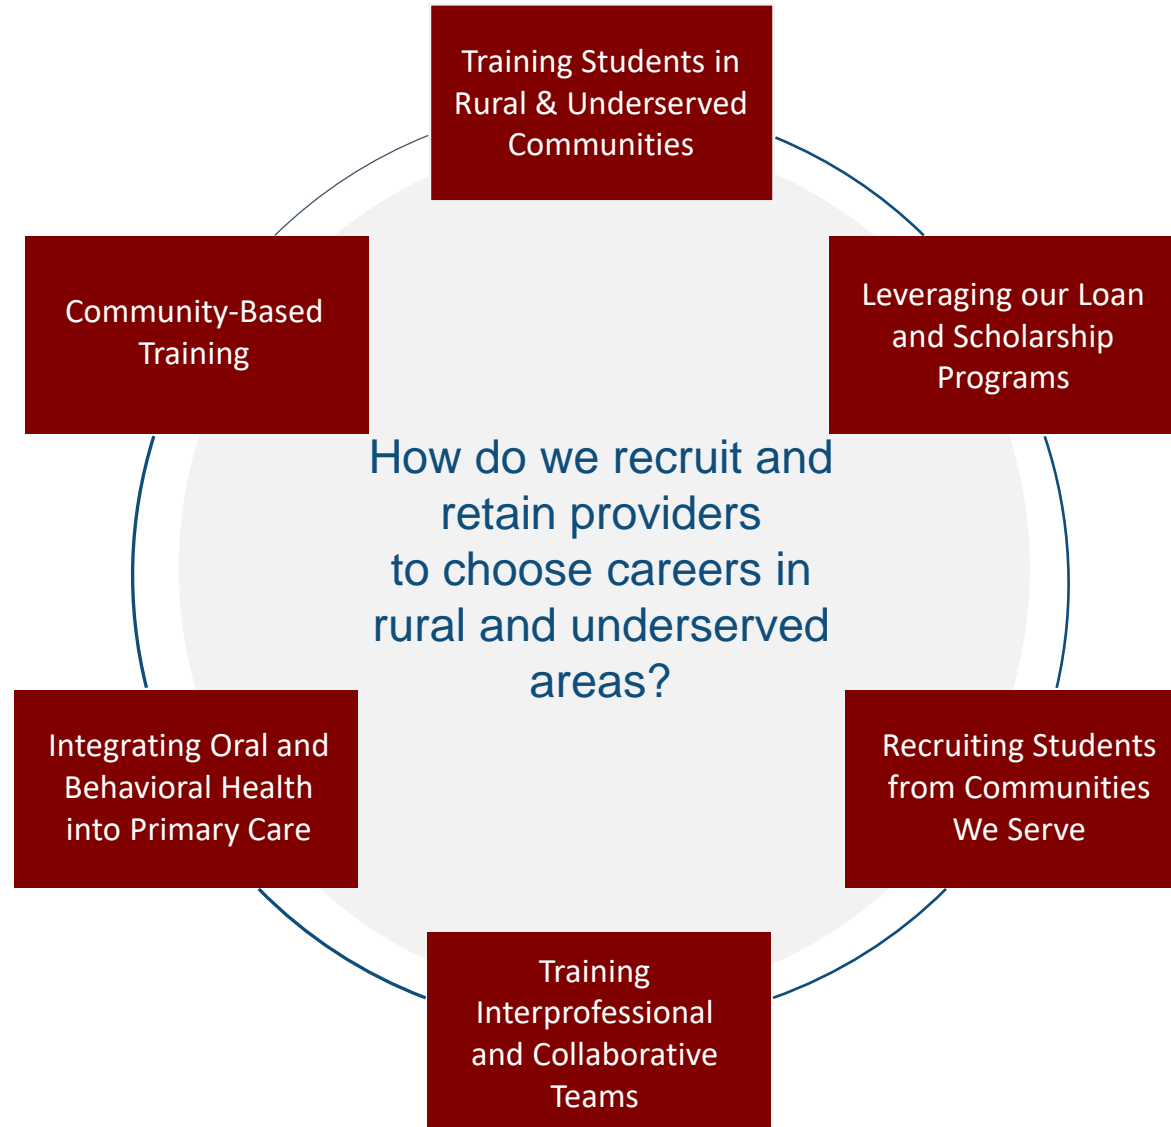 Training Students in
Rural & Underserved
Communities
Leveraging our Loan
and Scholarship
Programs
Recruiting Students
from Communities
We Serve
Training
Interprofessional
and Collaborative
Teams
Integrating Oral and
Behavioral Health
into Primary Care
Community-Based
Training
How do we recruit and
retain providers
to choose careers in
rural and underserved
areas?